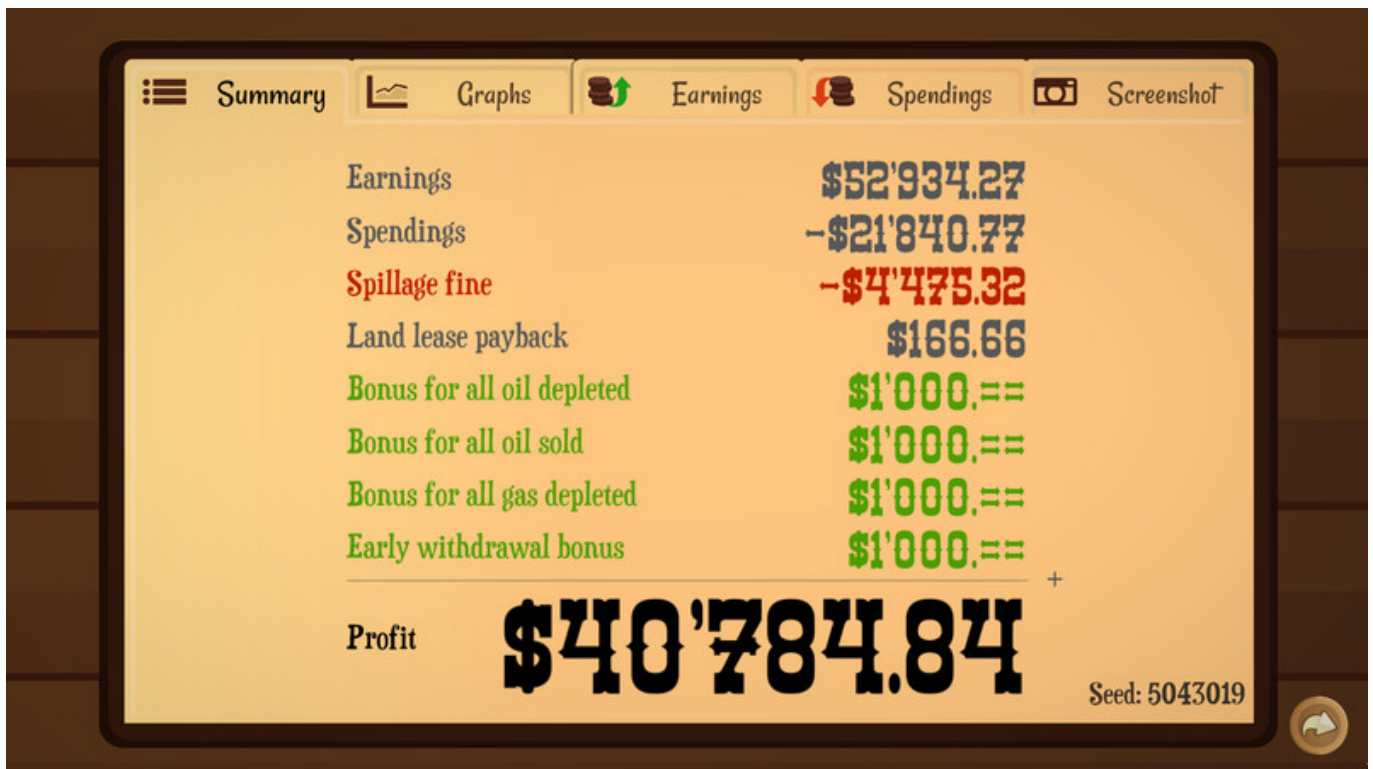 Summary Graphs Earnings Spendings Screenshot
Earnings $52'934.27
Spendings -$21'840.77
Spillage fine -$4'475.32
Land lease payback $166.66
Bonus for all oil depleted $1'000.==
Bonus for all oil sold $1'000.==
Bonus for all gas depleted $1'000.==
Early withdrawal bonus $1'000.==
Profit $40'784.84
Seed: 5043019